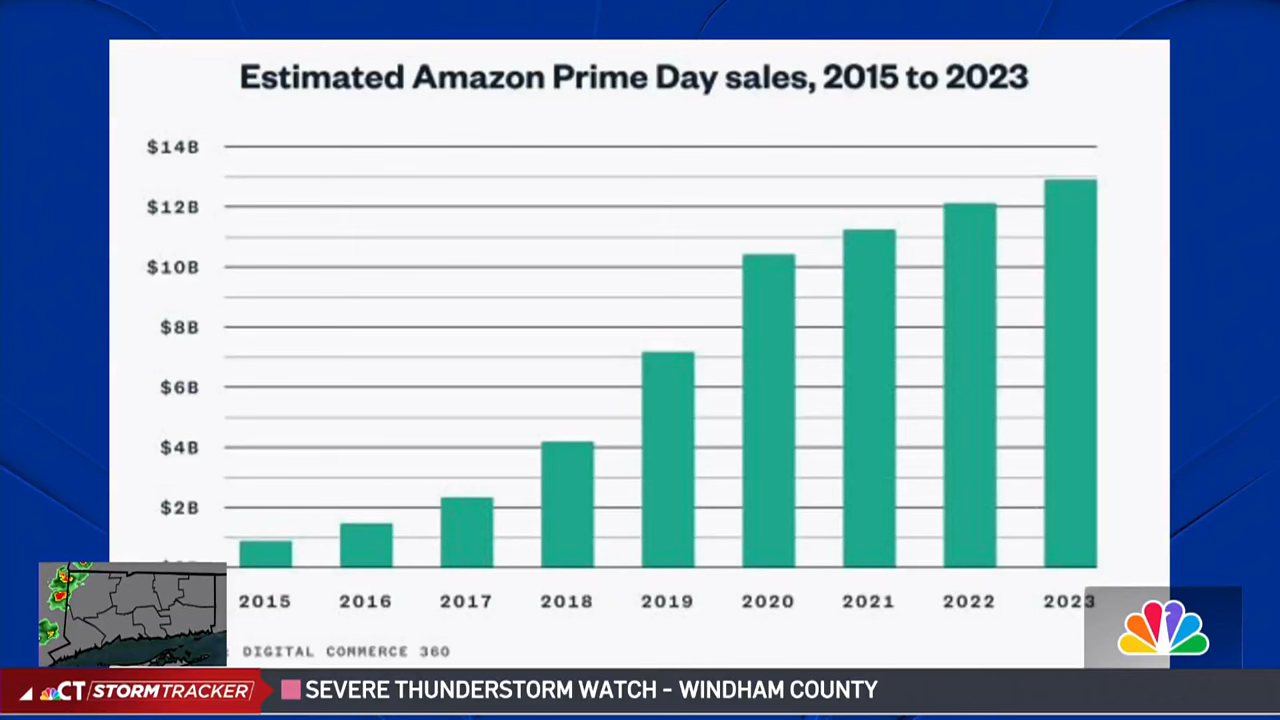 Estimated Amazon Prime Day sales, 2015 to 2023
$14B
$12B
$10B
$8B
$6B
$4B
$2B
2015 2016 2017 2018 2019 2020 2021 2022 2023
: DIGITAL COMMERCE 360
CT STORMTRACKER
SEVERE THUNDERSTORM WATCH - WINDHAM COUNTY